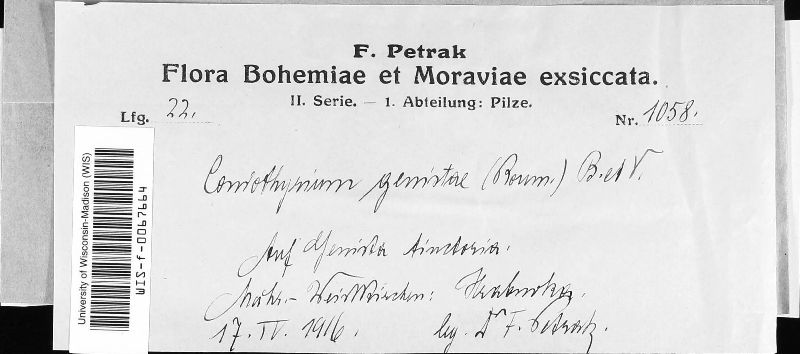 F. Petrak
Flora Bohemiae et Moraviae exsiccata.
II. Serie. — 1. Abteilung: Pilze.
Lfg. 22.
Nr. 1058.
Coniothyrium genistae (Roum.) B. et V.
Auf Genista tinctoria.
Mähr.- Weisskirchen: Hrabuvka.
17. IV. 1916.
leg. Dr F. Petrak.
University of Wisconsin-Madison (WIS)
WIS-f-0067664